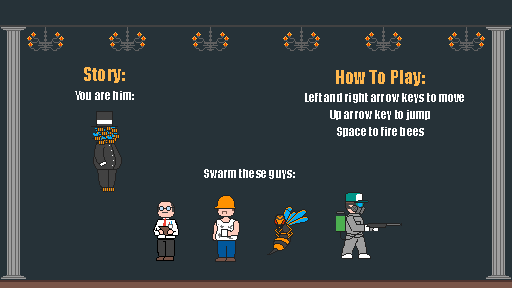 Story:
You are him:
How To Play:
Left and right arrow keys to move
Up arrow key to jump
Space to fire bees
Swarm these guys: